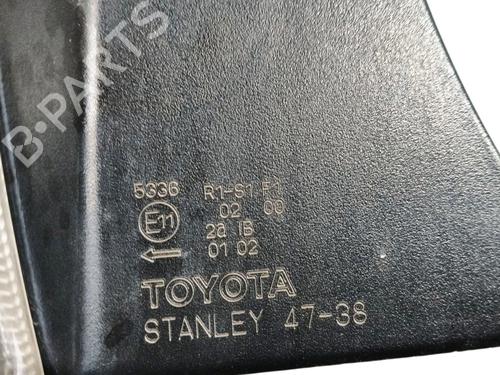 B-PARTS
5336 R1-S1 F1
E11 02 00
2a IB
← 01 02
TOYOTA
STANLEY 47-38